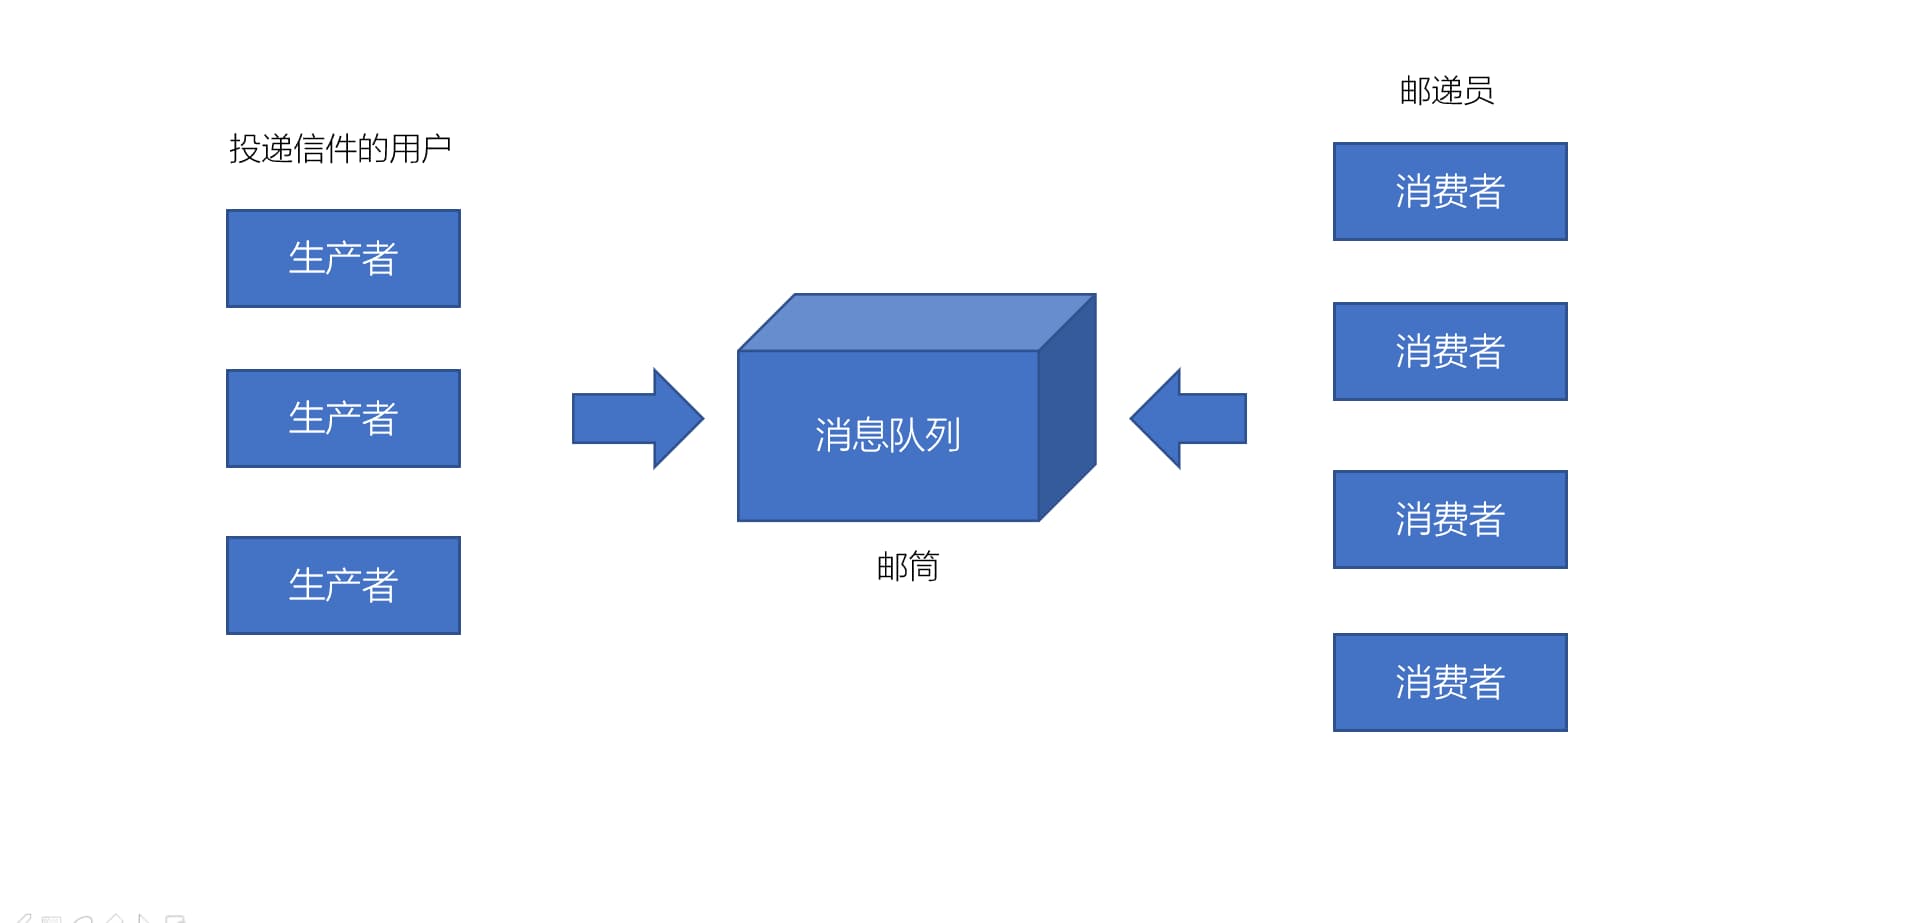 投递信件的用户
生产者
生产者
生产者
消息队列
邮筒
邮递员
消费者
消费者
消费者
消费者